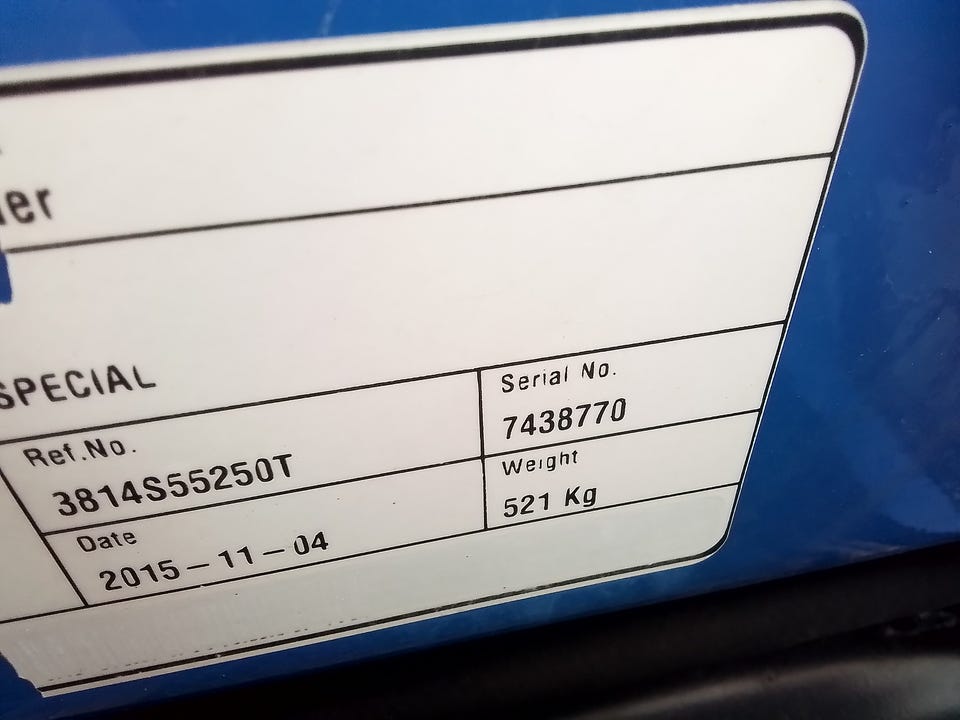 er
SPECIAL
Ref.No.
3814S55250T
Serial No.
7438770
Date
2015-11-04
Weight
521 Kg